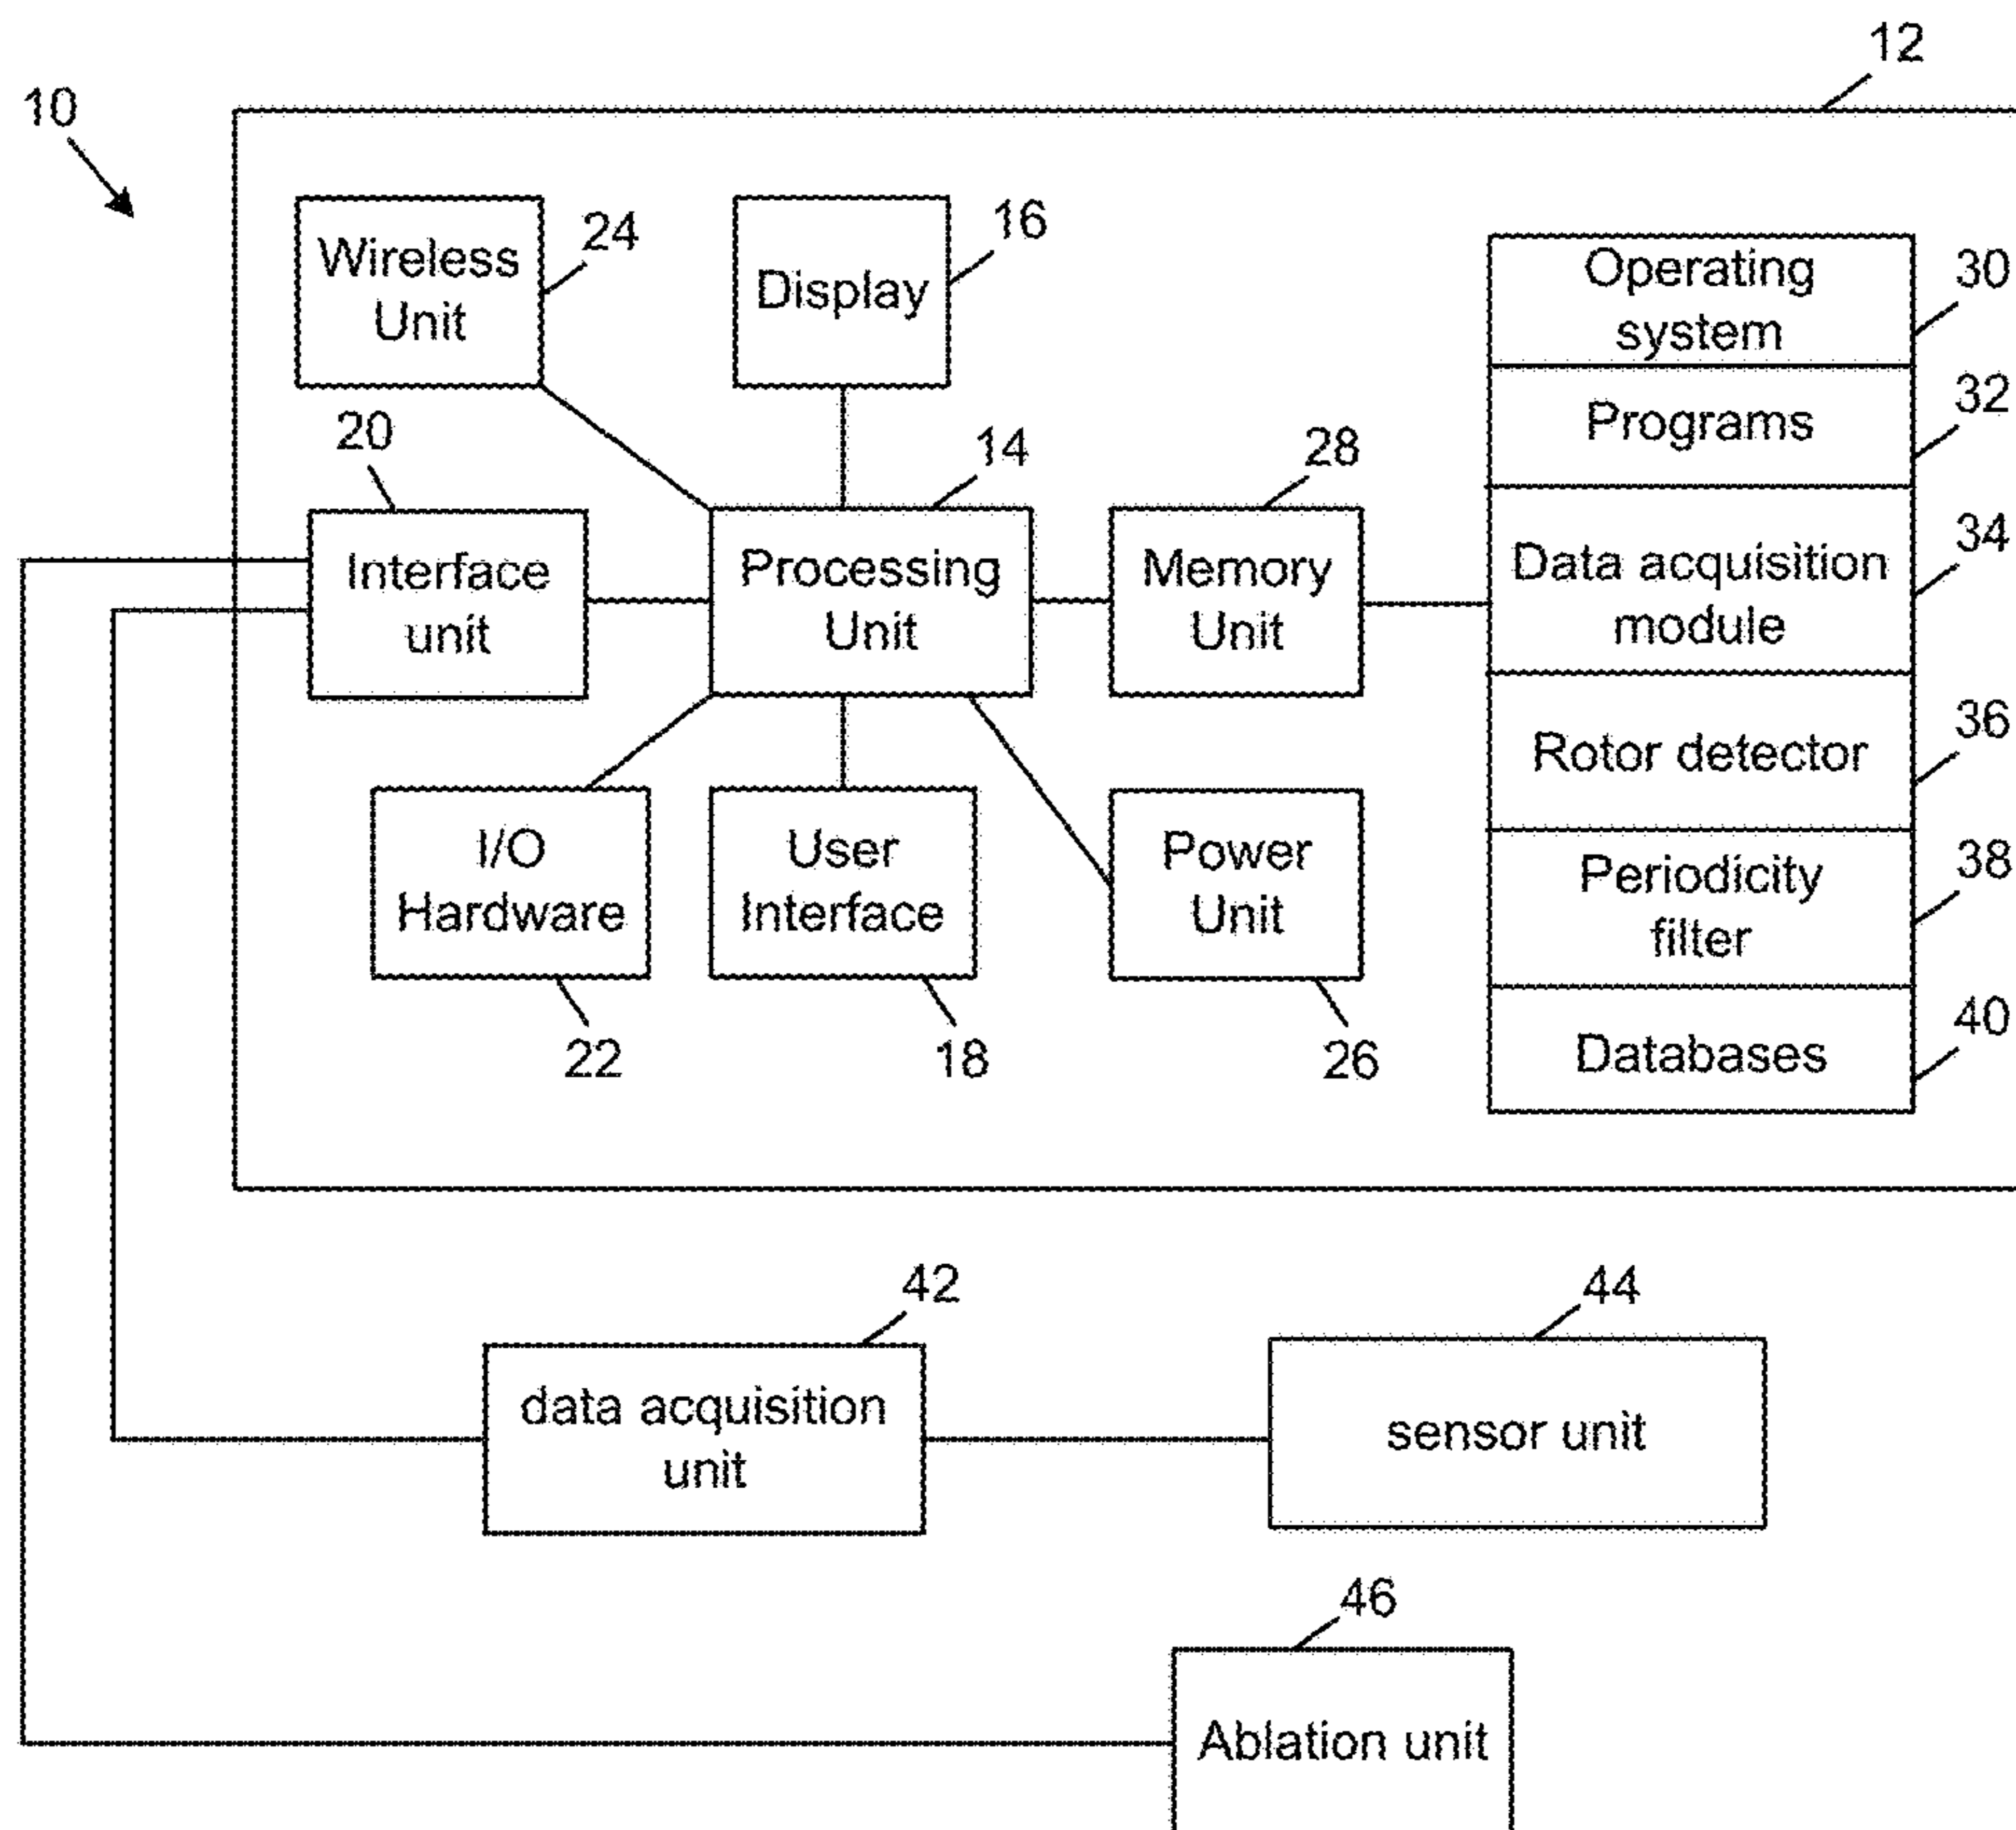 12
10
Wireless
Unit
24
Display
16
Operating
system
30
Programs
32
20
14
28
Interface
unit
Processing
Unit
Memory
Unit
Data acquisition
module
34
Rotor detector
36
I/O
Hardware
User
Interface
Power
Unit
Periodicity
filter
38
22
18
26
Databases
40
42
44
data acquisition
unit
sensor unit
46
Ablation unit